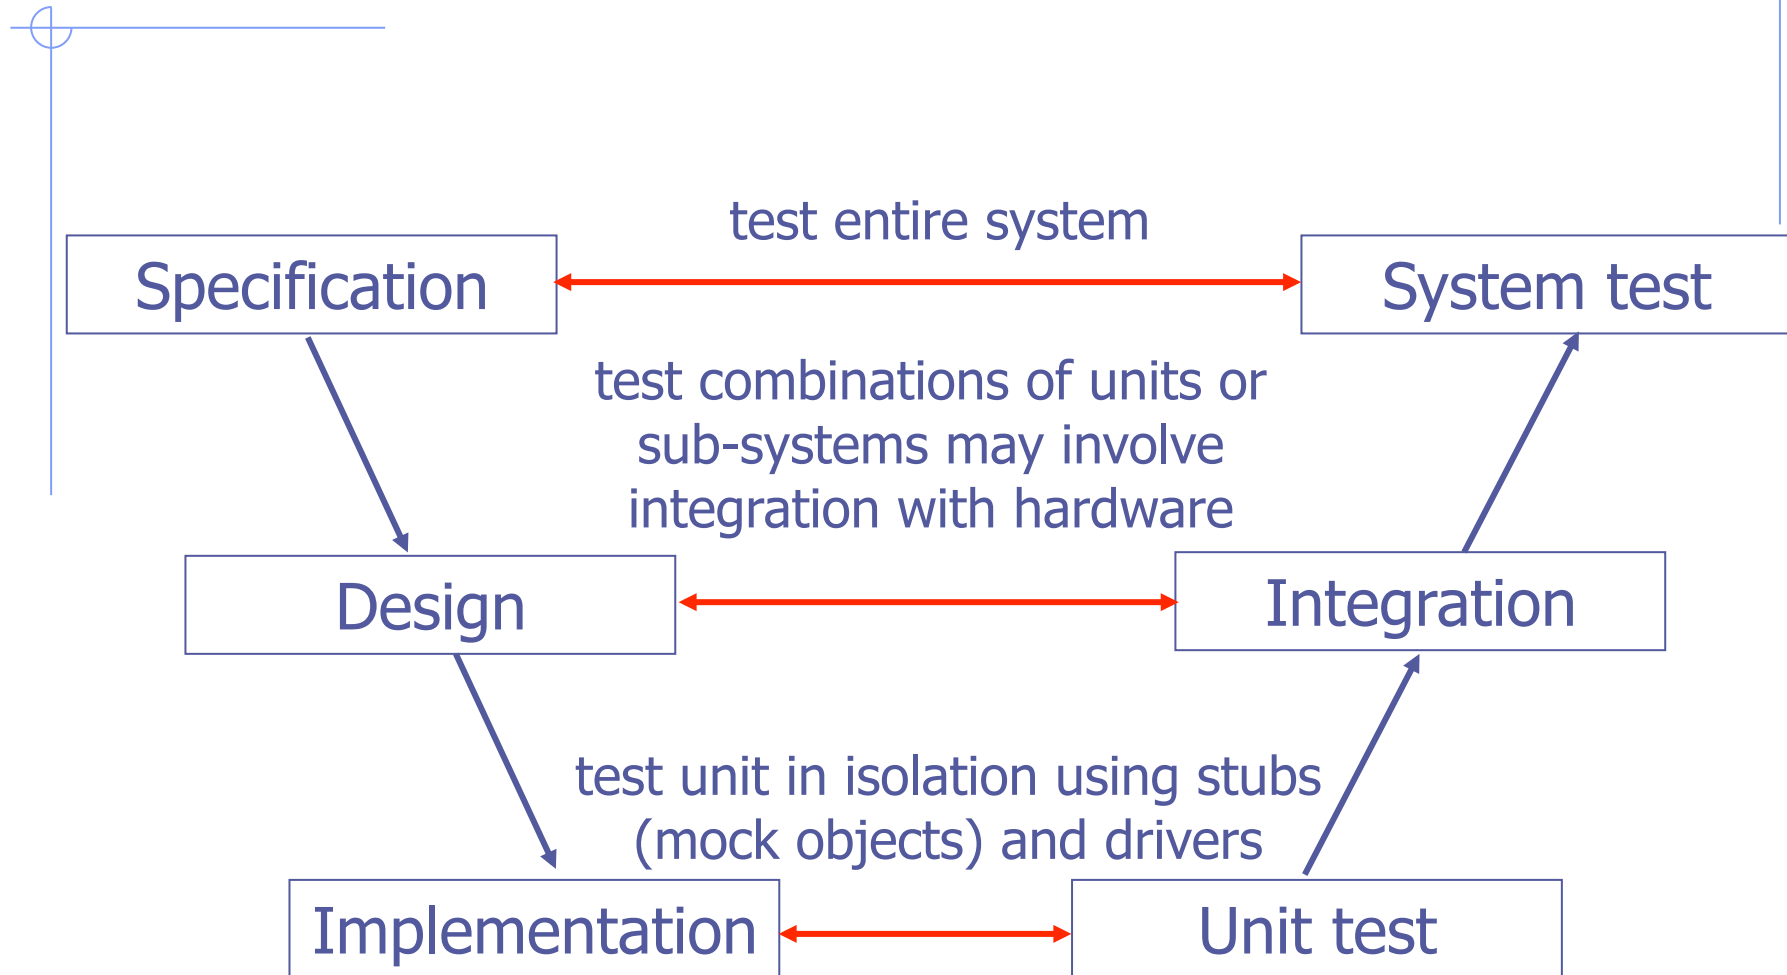 test entire system
Specification
System test
test combinations of units or
sub-systems may involve
integration with hardware
Design
Integration
test unit in isolation using stubs
(mock objects) and drivers
Implementation
Unit test